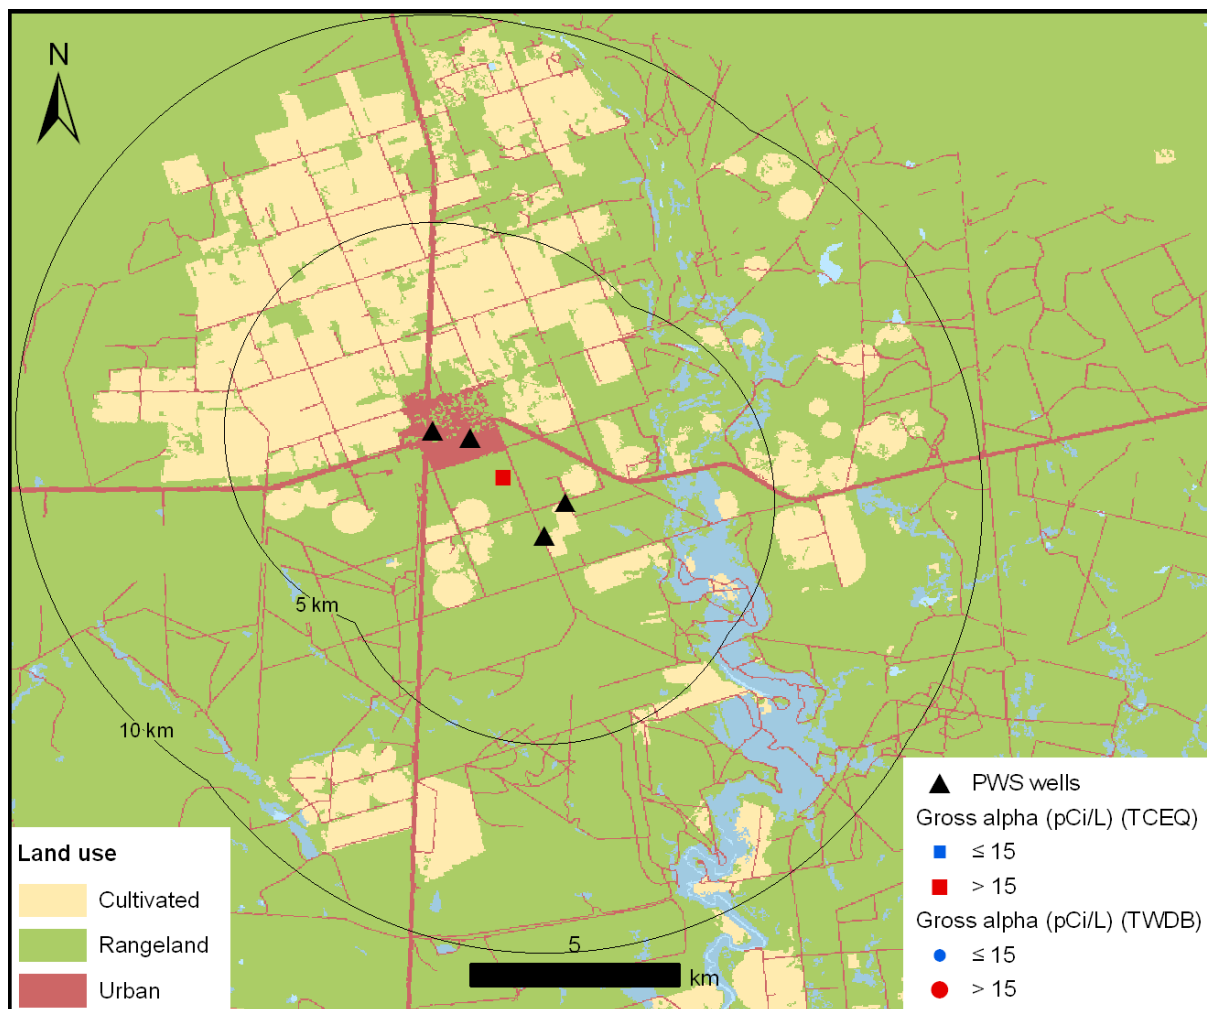 N
5 km
10 km
5
km
Land use
Cultivated
Rangeland
Urban
PWS wells
Gross alpha (pCi/L) (TCEQ)
≤ 15
> 15
Gross alpha (pCi/L) (TWDB)
≤ 15
> 15